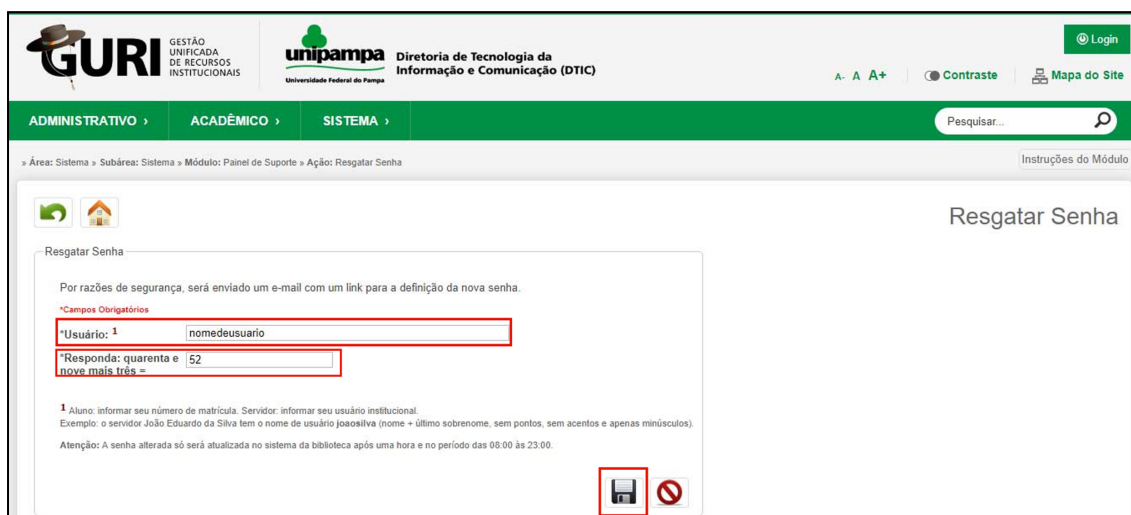 GURI
GESTÃO
UNIFICADA
DE RECURSOS
INSTITUCIONAIS
unipampa
Universidade Federal do Pampa
Diretoria de Tecnologia da
Informação e Comunicação (DTIC)
Login
A- A A+ Contraste Mapa do Site
ADMINISTRATIVO › ACADÊMICO › SISTEMA › Pesquisar...
» Área: Sistema » Subárea: Sistema » Módulo: Painel de Suporte » Ação: Resgatar Senha
Instruções do Módulo
Resgatar Senha
Resgatar Senha
Por razões de segurança, será enviado um e-mail com um link para a definição da nova senha.
*Campos Obrigatórios
*Usuário: 1 nomedeusuario
*Responda: quarenta e 52
nove mais três =
1 Aluno: informar seu número de matrícula. Servidor: informar seu usuário institucional.
Exemplo: o servidor João Eduardo da Silva tem o nome de usuário joaosilva (nome + último sobrenome, sem pontos, sem acentos e apenas minúsculos).
Atenção: A senha alterada só será atualizada no sistema da biblioteca após uma hora e no período das 08:00 às 23:00.